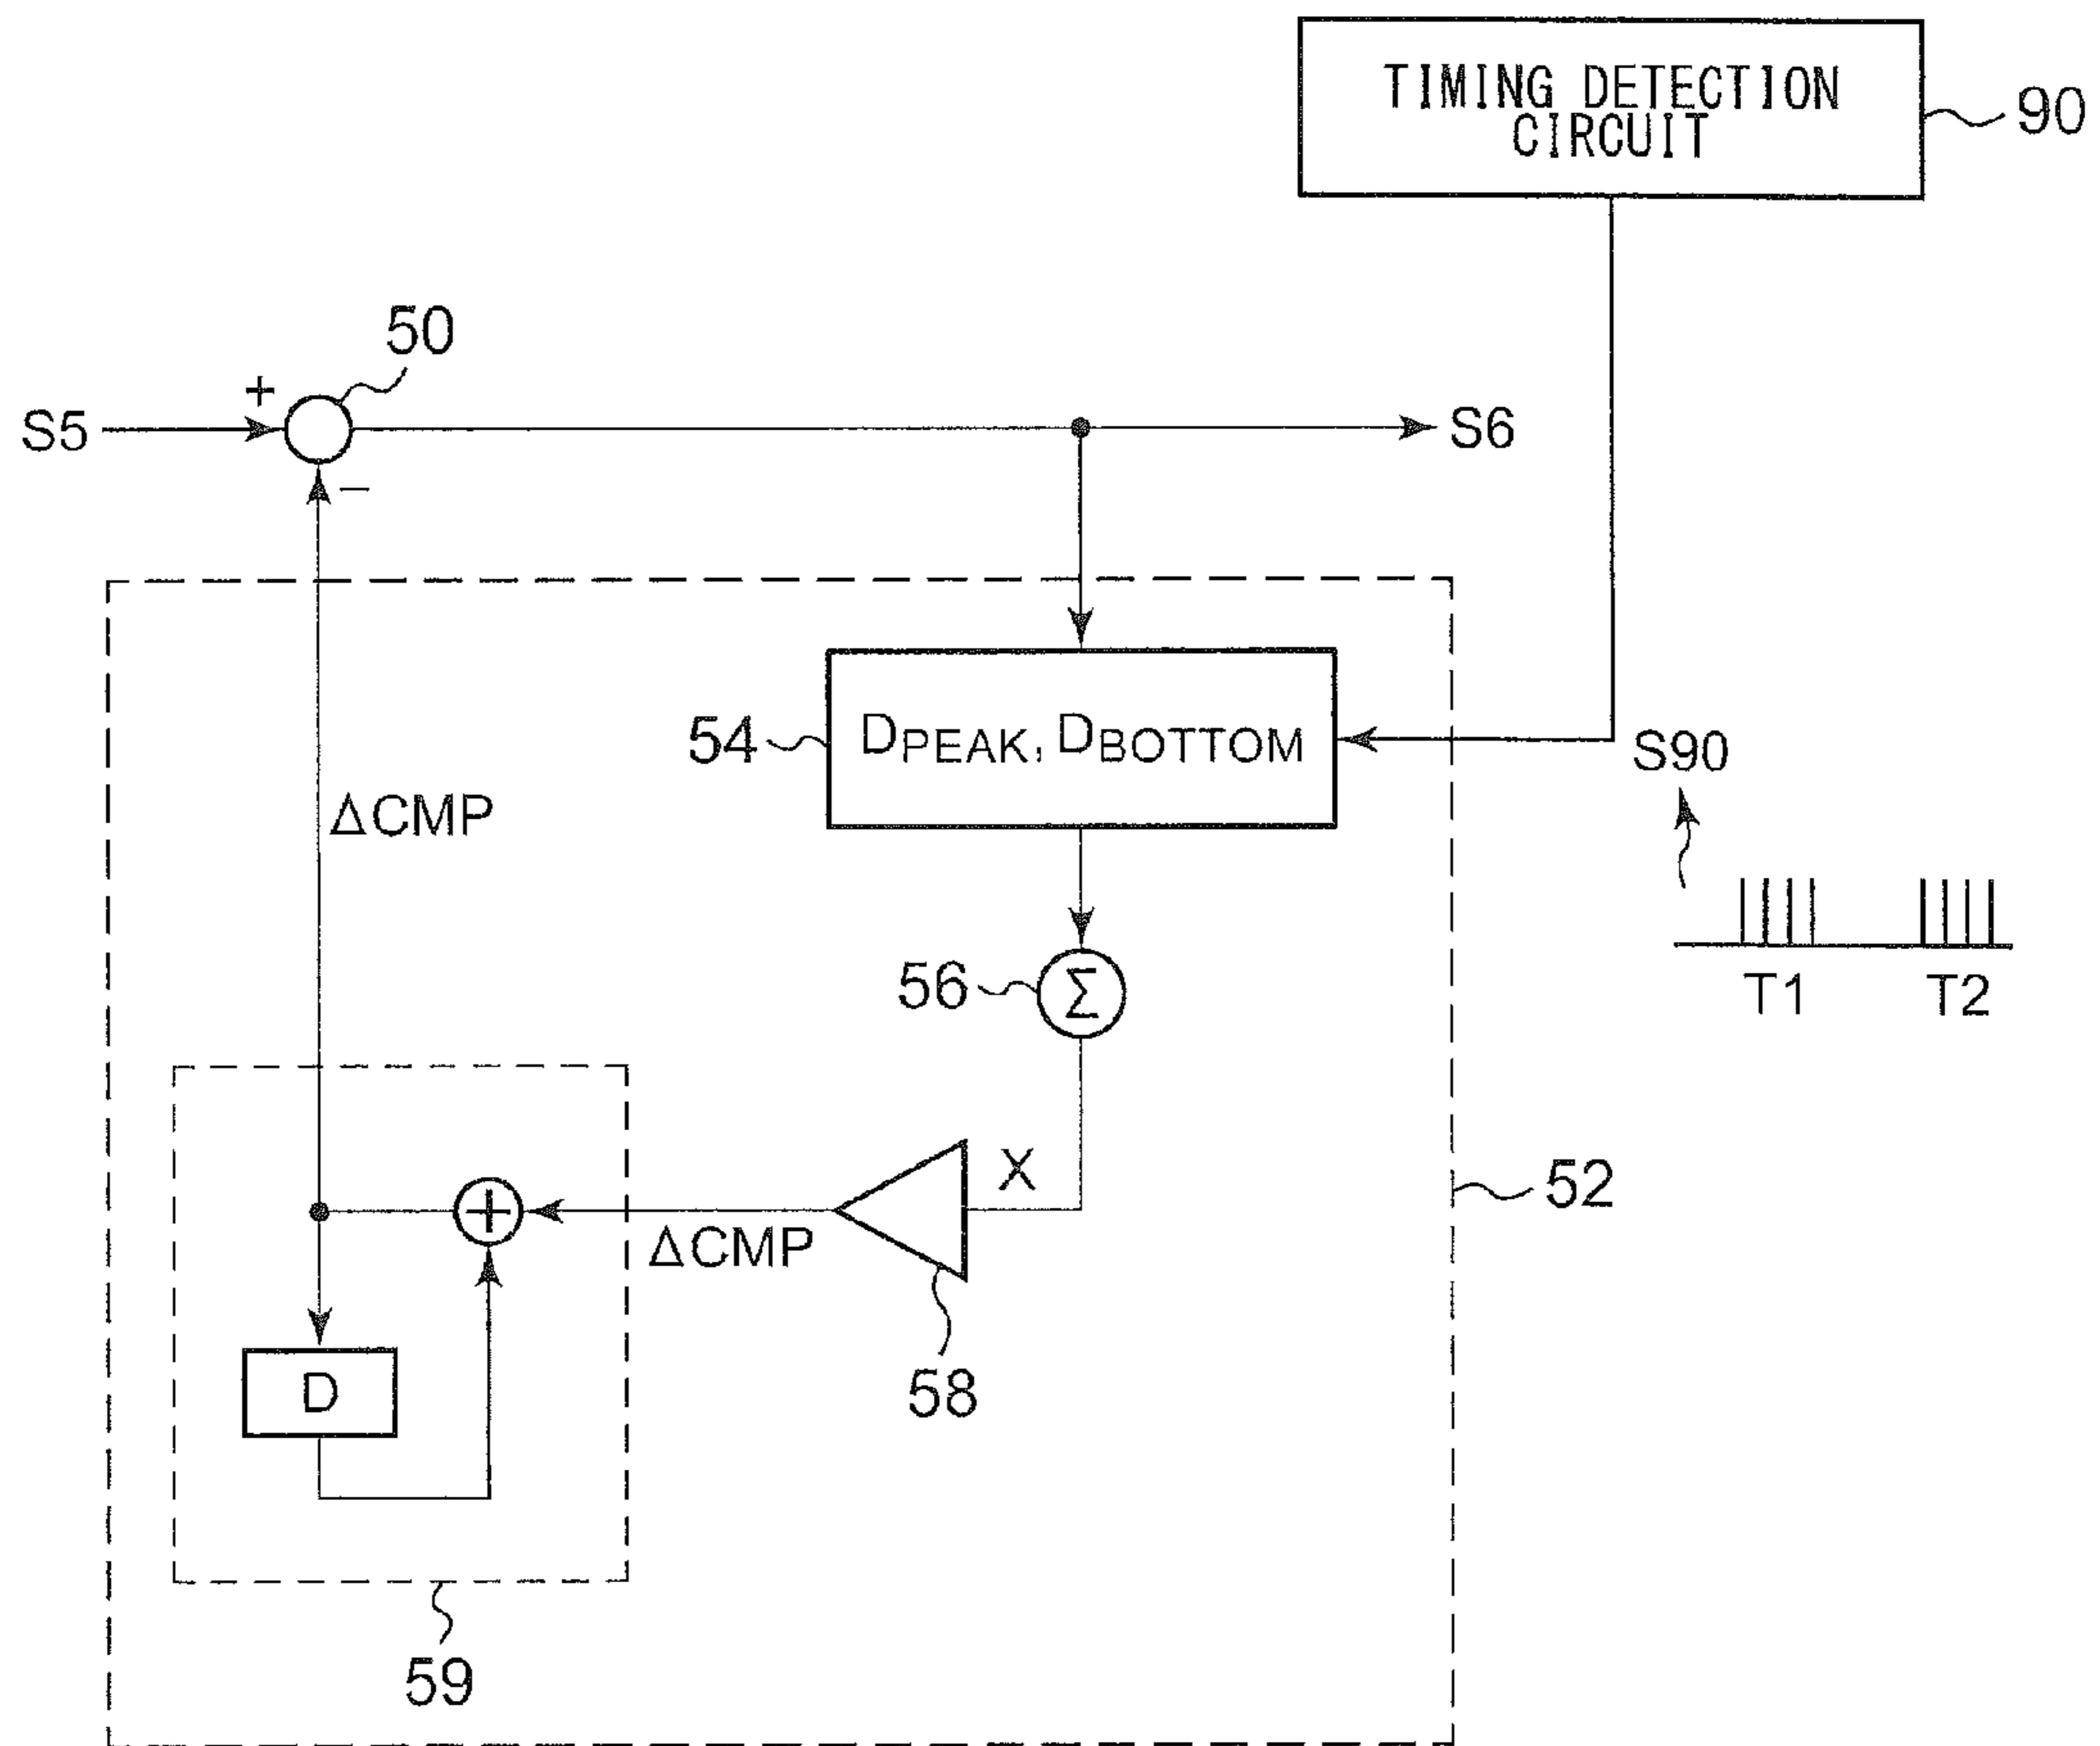 TIMING DETECTION
CIRCUIT
90
50
+
S5
S6
−
54
DPEAK, DBOTTOM
S90
ΔCMP
56
Σ
T1 T2
X
52
+
ΔCMP
58
D
59